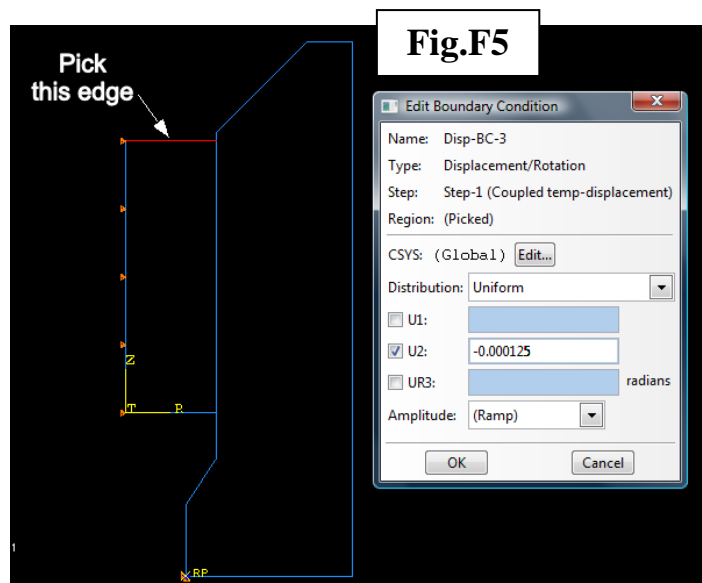 Fig.F5
Pick
this edge
Z
T R
RP
1
Edit Boundary Condition
Name: Disp-BC-3
Type: Displacement/Rotation
Step: Step-1 (Coupled temp-displacement)
Region: (Picked)
CSYS: (Global) Edit...
Distribution: Uniform
U1:
U2: -0.000125
UR3: radians
Amplitude: (Ramp)
OK Cancel